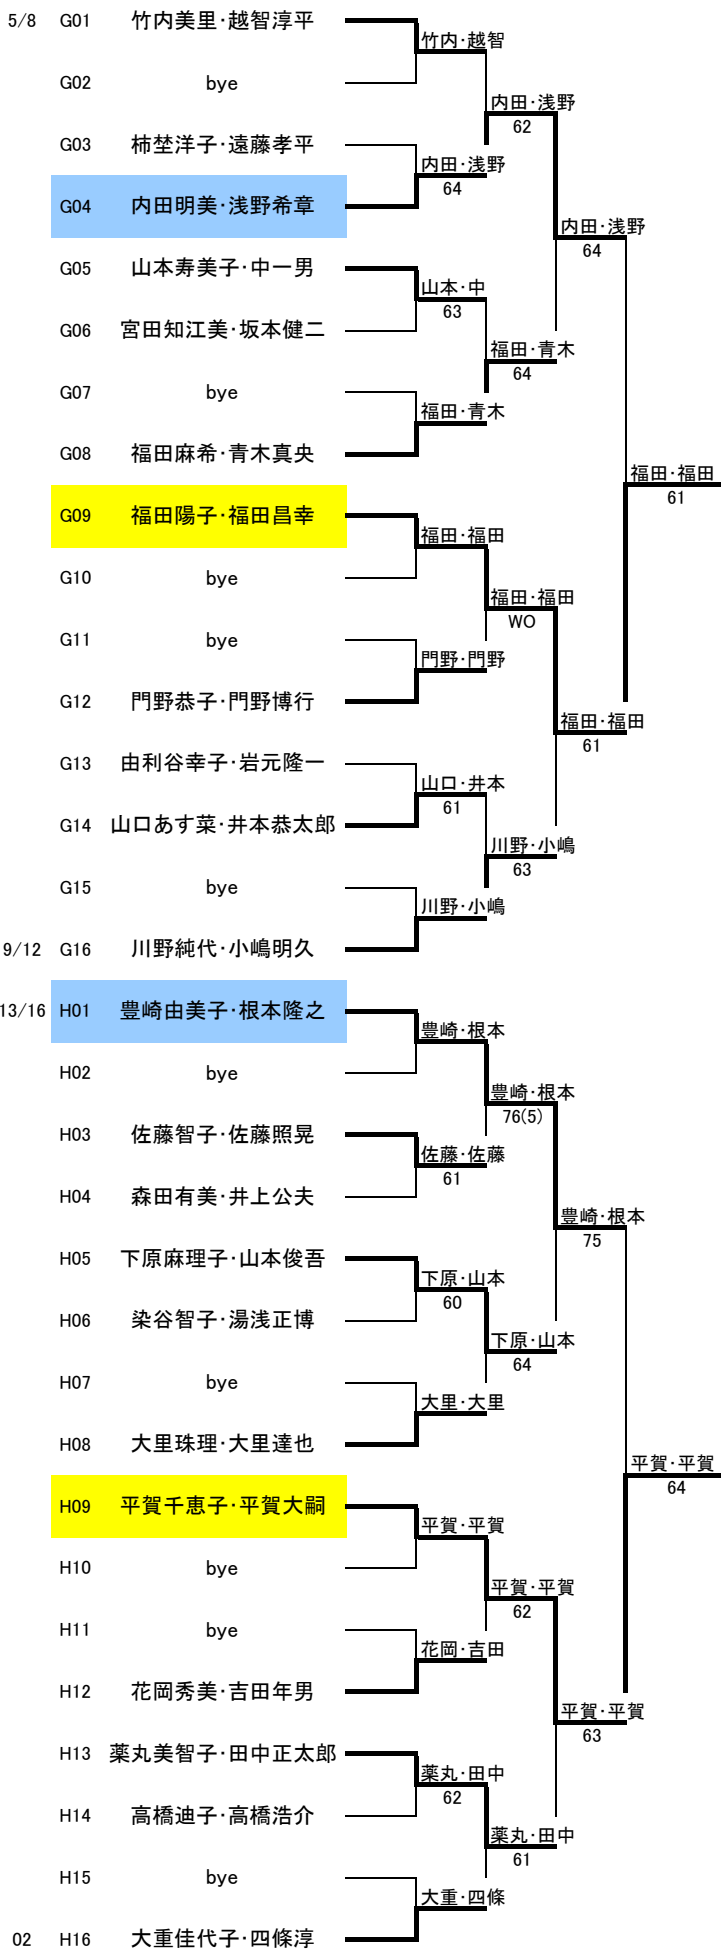 5/8 G01 竹内美里・越智淳平
竹内・越智
G02 bye
内田・浅野
62
G03 柿埜洋子・遠藤孝平
内田・浅野
64
G04 内田明美・浅野希章
内田・浅野
64
G05 山本寿美子・中一男
山本・中
63
G06 宮田知江美・坂本健二
福田・青木
64
G07 bye
福田・青木
G08 福田麻希・青木真央
福田・福田
61
G09 福田陽子・福田昌幸
福田・福田
G10 bye
福田・福田
WO
G11 bye
門野・門野
G12 門野恭子・門野博行
福田・福田
61
G13 由利谷幸子・岩元隆一
山口・井本
61
G14 山口あす菜・井本恭太郎
川野・小嶋
63
G15 bye
川野・小嶋
9/12 G16 川野純代・小嶋明久
13/16 H01 豊崎由美子・根本隆之
豊崎・根本
H02 bye
豊崎・根本
76(5)
H03 佐藤智子・佐藤照晃
佐藤・佐藤
61
H04 森田有美・井上公夫
豊崎・根本
75
H05 下原麻理子・山本俊吾
下原・山本
60
H06 染谷智子・湯浅正博
下原・山本
64
H07 bye
大里・大里
H08 大里珠理・大里達也
平賀・平賀
64
H09 平賀千恵子・平賀大嗣
平賀・平賀
H10 bye
平賀・平賀
62
H11 bye
花岡・吉田
H12 花岡秀美・吉田年男
平賀・平賀
63
H13 薬丸美智子・田中正太郎
薬丸・田中
62
H14 高橋迪子・高橋浩介
薬丸・田中
61
H15 bye
大重・四條
02 H16 大重佳代子・四條淳